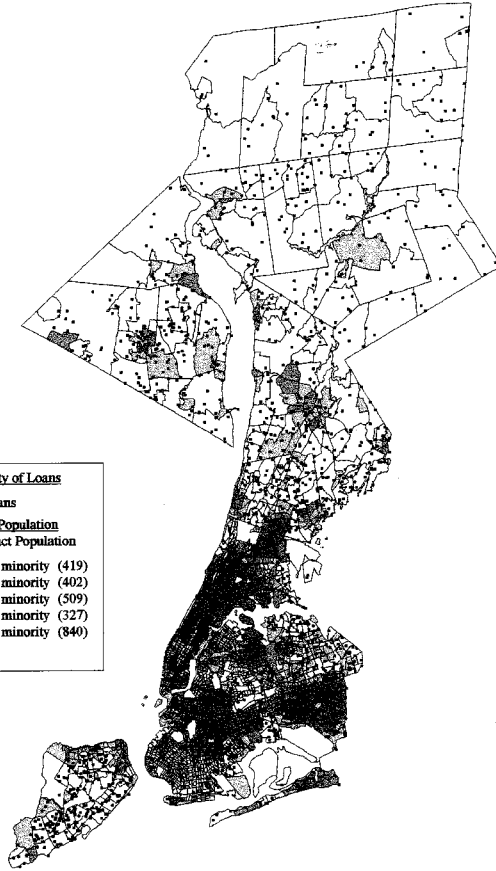 ty of Loans
ans
Population
ct Population
minority (419)
minority (402)
minority (509)
minority (327)
minority (840)